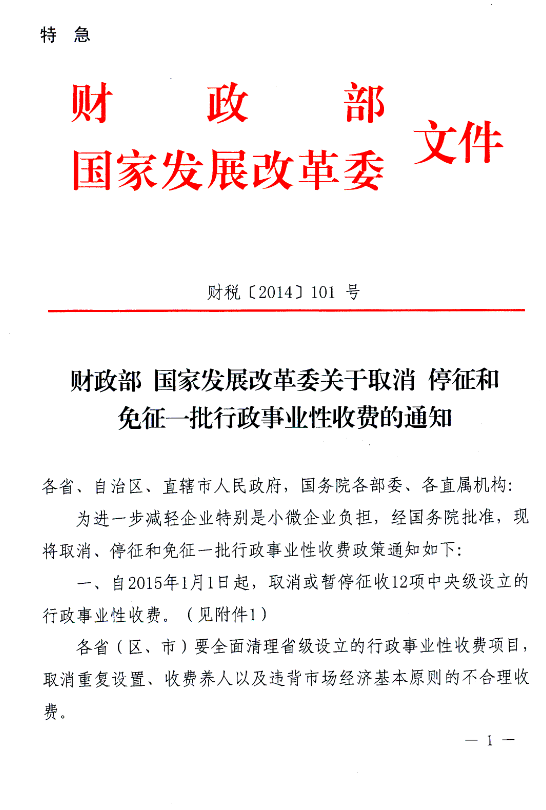 特 急
财 政 部
国家发展改革委
文件
财税〔2014〕101 号
财政部 国家发展改革委关于取消 停征和
免征一批行政事业性收费的通知
各省、自治区、直辖市人民政府，国务院各部委、各直属机构：
为进一步减轻企业特别是小微企业负担，经国务院批准，现
将取消、停征和免征一批行政事业性收费政策通知如下：
一、自2015年1月1日起，取消或暂停征收12项中央级设立的
行政事业性收费。（见附件1）
各省（区、市）要全面清理省级设立的行政事业性收费项目，
取消重复设置、收费养人以及违背市场经济基本原则的不合理收
费。
— 1 —